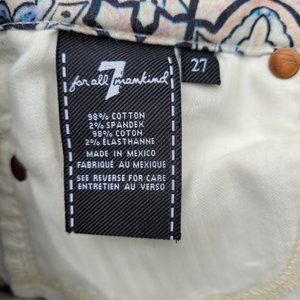 7
for all mankind
27
98% COTTON
2% SPANDEX
98% COTON
2% ELASTHANNE
MADE IN MEXICO
FABRIQUÉ AU MEXIQUE
SEE REVERSE FOR CARE
ENTRETIEN AU VERSO